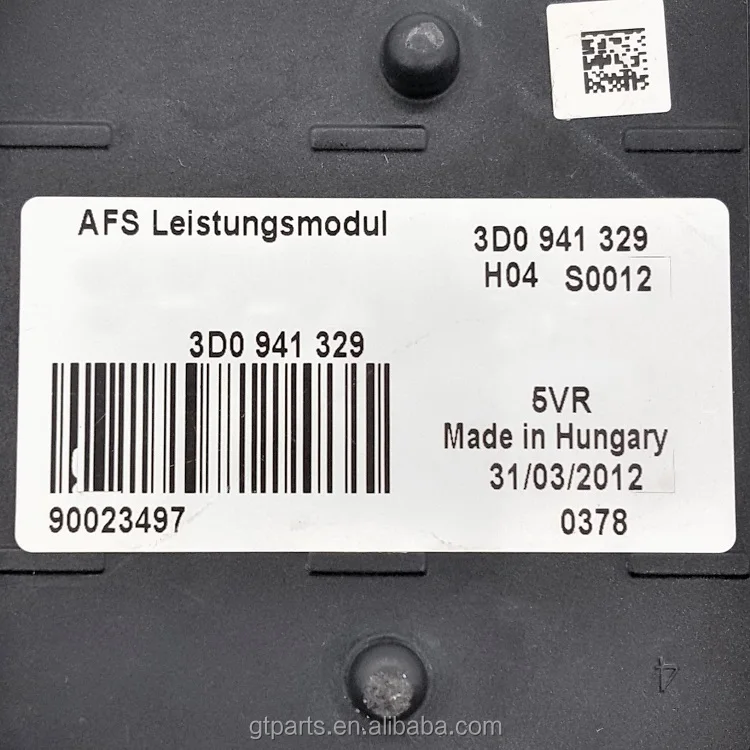 AFS Leistungsmodul
3D0 941 329
H04 S0012
3D0 941 329
90023497
5VR
Made in Hungary
31/03/2012
0378
4
gtparts.en.alibaba.com